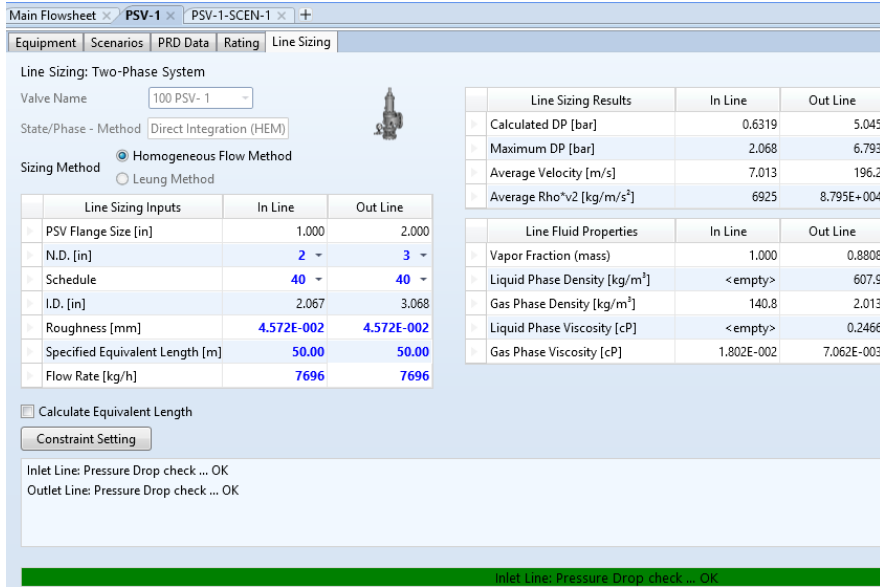 Main Flowsheet PSV-1 PSV-1-SCEN-1 +
Equipment Scenarios PRD Data Rating Line Sizing
Line Sizing: Two-Phase System
Valve Name 100 PSV- 1
State/Phase - Method Direct Integration (HEM)
Sizing Method
Homogeneous Flow Method
Leung Method
Line Sizing Inputs In Line Out Line
PSV Flange Size [in] 1.000 2.000
N.D. [in] 2 3
Schedule 40 40
I.D. [in] 2.067 3.068
Roughness [mm] 4.572E-002 4.572E-002
Specified Equivalent Length [m] 50.00 50.00
Flow Rate [kg/h] 7696 7696
Line Sizing Results In Line Out Line
Calculated DP [bar] 0.6319 5.045
Maximum DP [bar] 2.068 6.793
Average Velocity [m/s] 7.013 196.2
Average Rho*v2 [kg/m/s²] 6925 8.795E+004
Line Fluid Properties In Line Out Line
Vapor Fraction (mass) 1.000 0.8808
Liquid Phase Density [kg/m³] <empty> 607.9
Gas Phase Density [kg/m³] 140.8 2.013
Liquid Phase Viscosity [cP] <empty> 0.2466
Gas Phase Viscosity [cP] 1.802E-002 7.062E-003
Calculate Equivalent Length
Constraint Setting
Inlet Line: Pressure Drop check ... OK
Outlet Line: Pressure Drop check ... OK
Inlet Line: Pressure Drop check ... OK